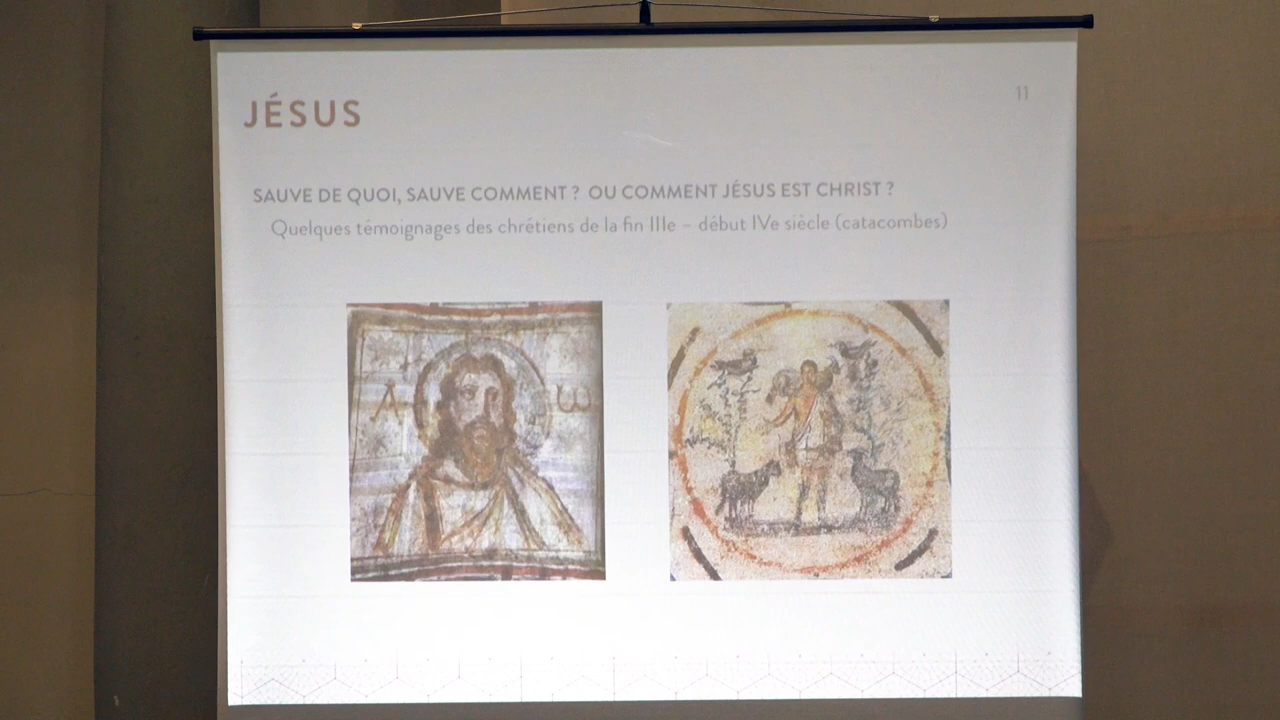 11
JÉSUS
SAUVE DE QUOI, SAUVE COMMENT ? OU COMMENT JÉSUS EST CHRIST ?
Quelques témoignages des chrétiens de la fin IIIe – début IVe siècle (catacombes)
Α ω